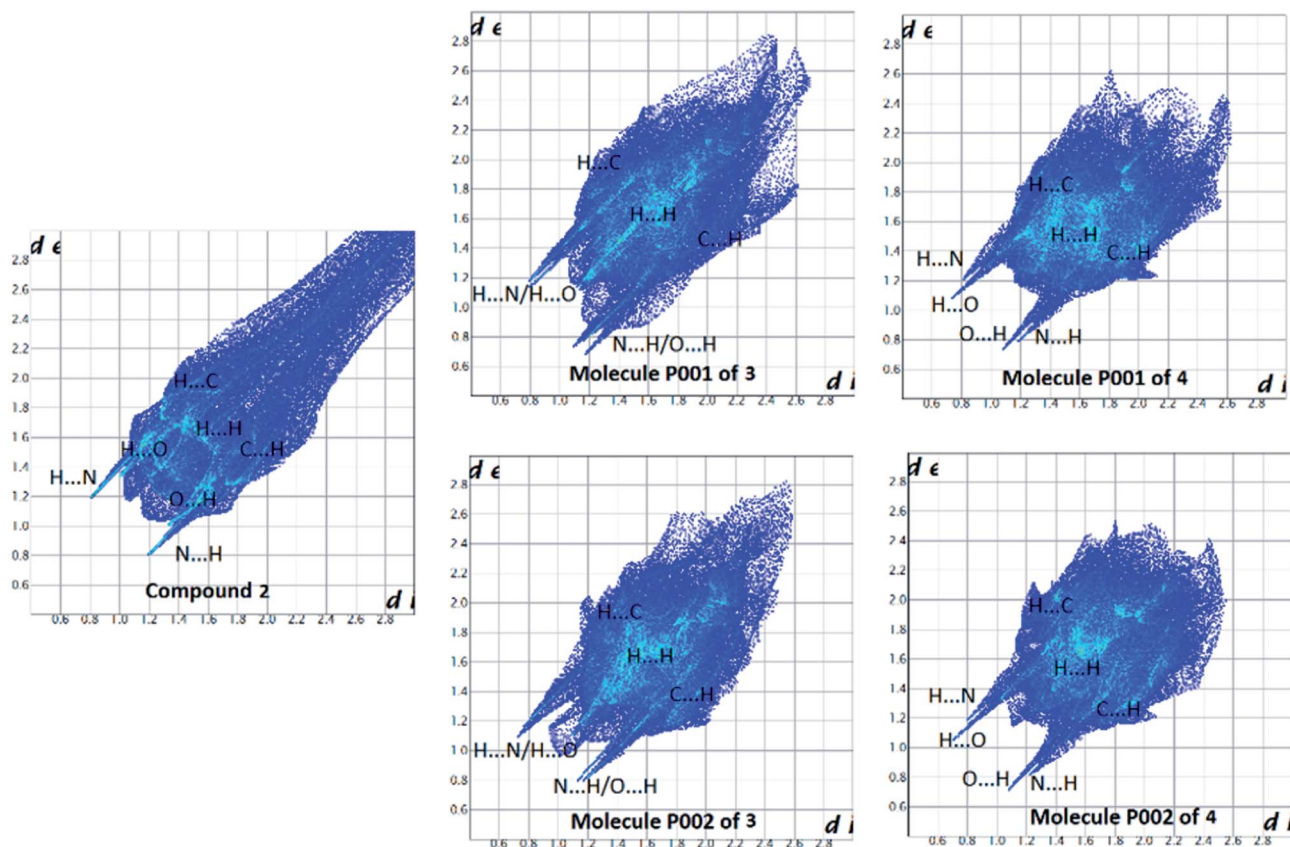 d e
2.8
2.6
2.4
2.2
2.0
1.8
1.6
1.4
1.2
1.0
0.8
0.6
H...C
H...H
H...O
C...H
H...N
O...H
N...H
Compound 2
d i
0.6 0.8 1.0 1.2 1.4 1.6 1.8 2.0 2.2 2.4 2.6 2.8
d e
2.8
2.6
2.4
2.2
2.0
1.8
1.6
1.4
1.2
1.0
0.8
0.6
H...C
H...H
C...H
H...N/H...O
N...H/O...H
Molecule P001 of 3
d i
0.6 0.8 1.0 1.2 1.4 1.6 1.8 2.0 2.2 2.4 2.6 2.8
d e
2.8
2.6
2.4
2.2
2.0
1.8
1.6
1.4
1.2
1.0
0.8
0.6
H...C
H...H
C...H
H...N
H...O
O...H
N...H
Molecule P001 of 4
d i
0.6 0.8 1.0 1.2 1.4 1.6 1.8 2.0 2.2 2.4 2.6 2.8
d e
2.8
2.6
2.4
2.2
2.0
1.8
1.6
1.4
1.2
1.0
0.8
0.6
H...C
H...H
C...H
H...N/H...O
N...H/O...H
Molecule P002 of 3
d i
0.6 0.8 1.0 1.2 1.4 1.6 1.8 2.0 2.2 2.4 2.6 2.8
d e
2.8
2.6
2.4
2.2
2.0
1.8
1.6
1.4
1.2
1.0
0.8
0.6
H...C
H...H
C...H
H...N
H...O
O...H
N...H
Molecule P002 of 4
d i
0.6 0.8 1.0 1.2 1.4 1.6 1.8 2.0 2.2 2.4 2.6 2.8